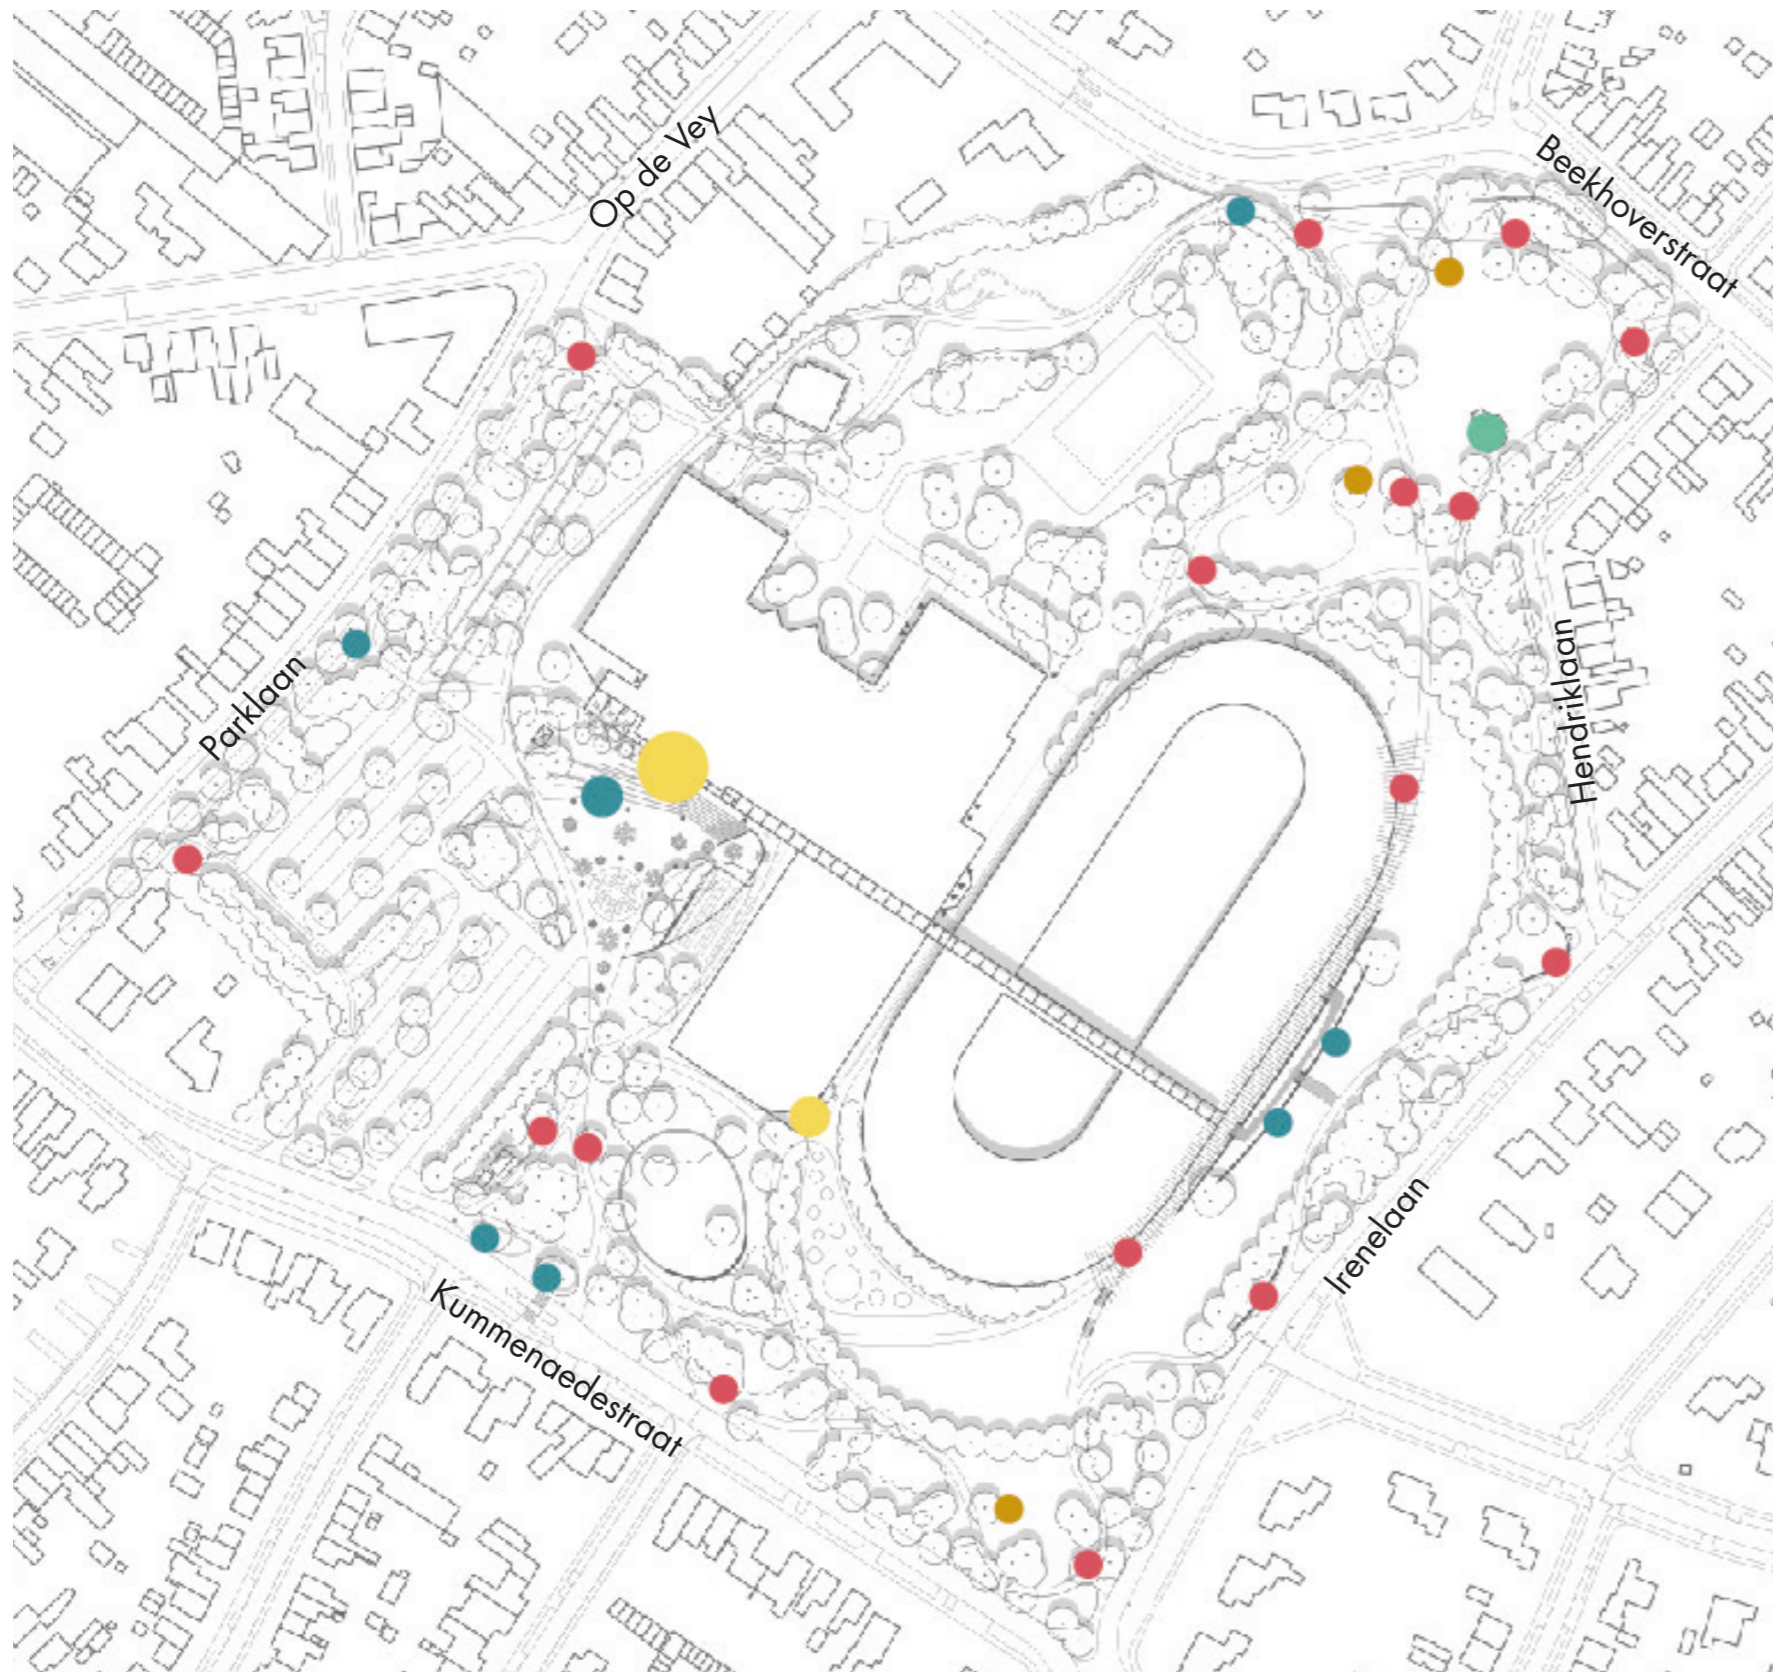 Op de Vey
Beekhoverstraat
Parklaan
Hendriklaan
Irenelaan
Kummenaedestraat